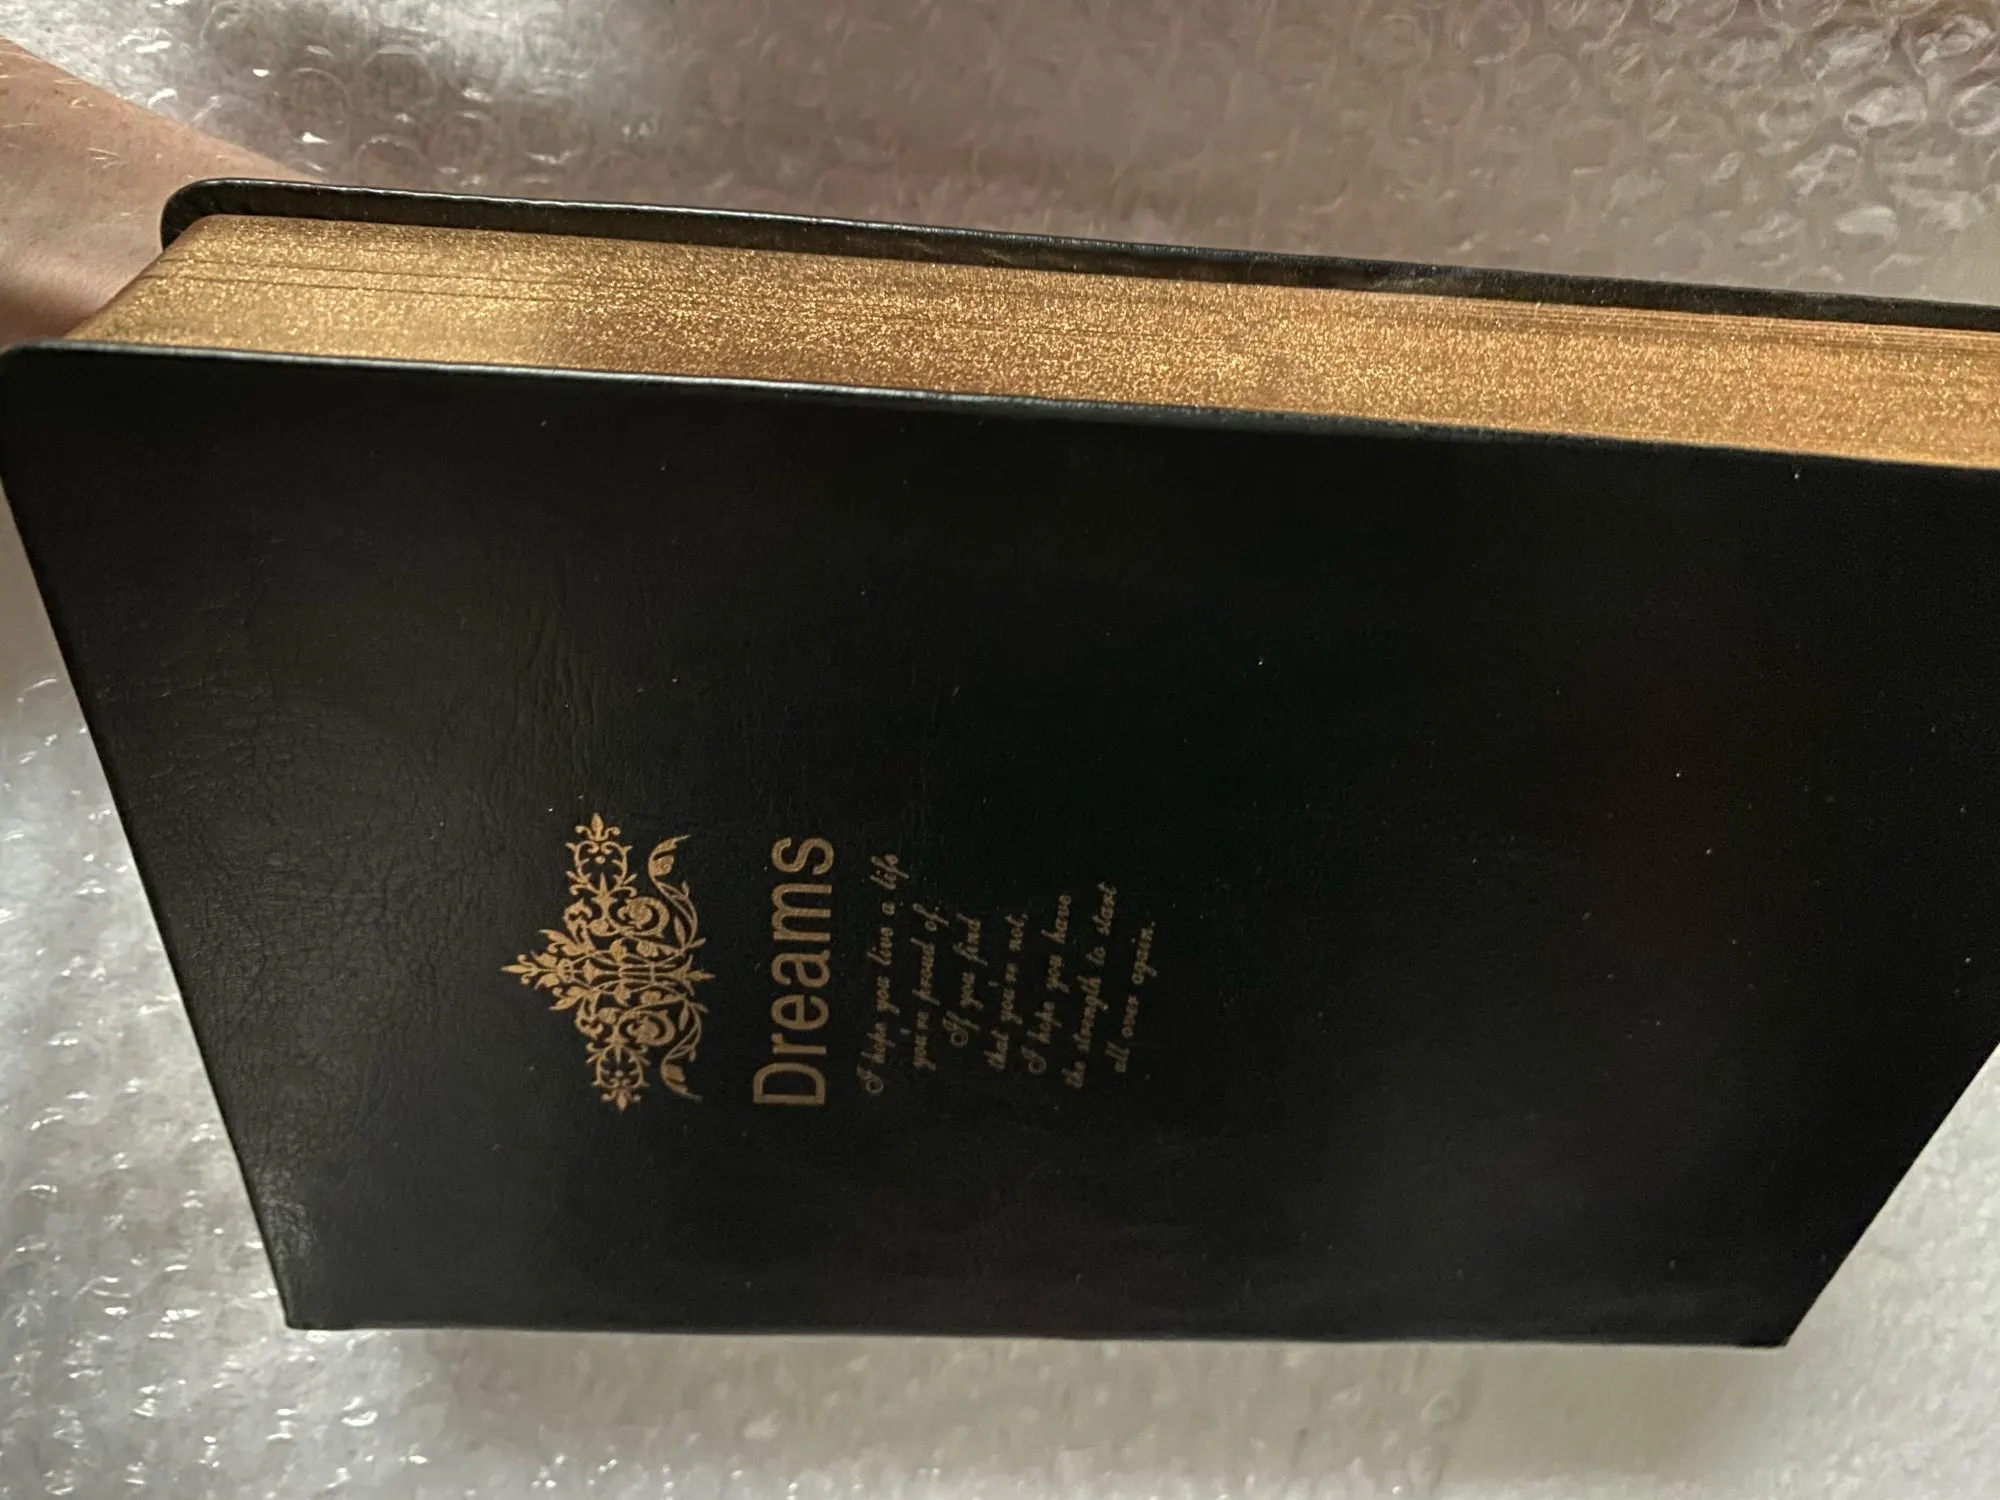 Dreams
I hope you live a life
you're proud of.
If you find
that you're not,
I hope you have
the strength to start
all over again.